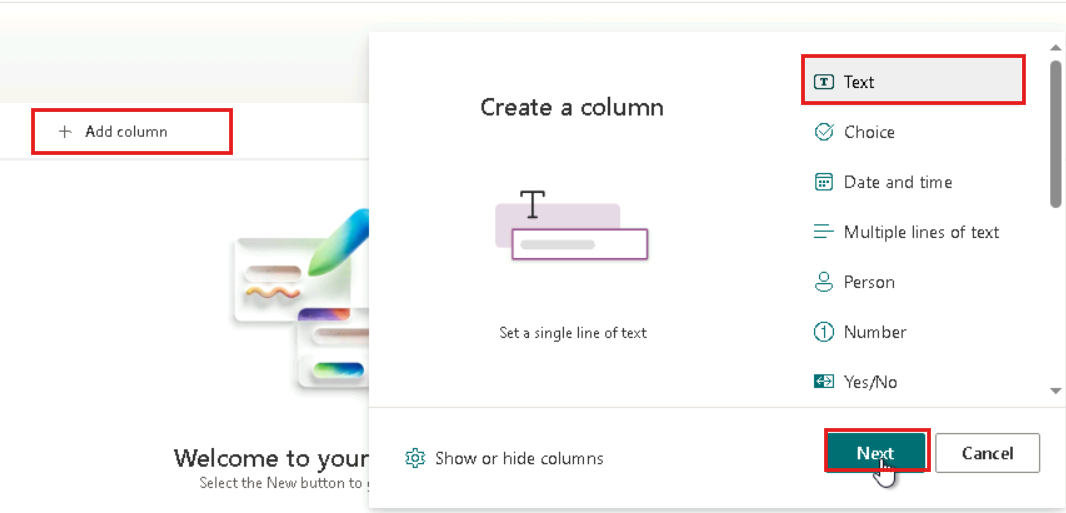 Add column
Create a column
T
Set a single line of text
Text
Choice
Date and time
Multiple lines of text
Person
Number
Yes/No
Welcome to your
Select the New button to
Show or hide columns
Next
Cancel